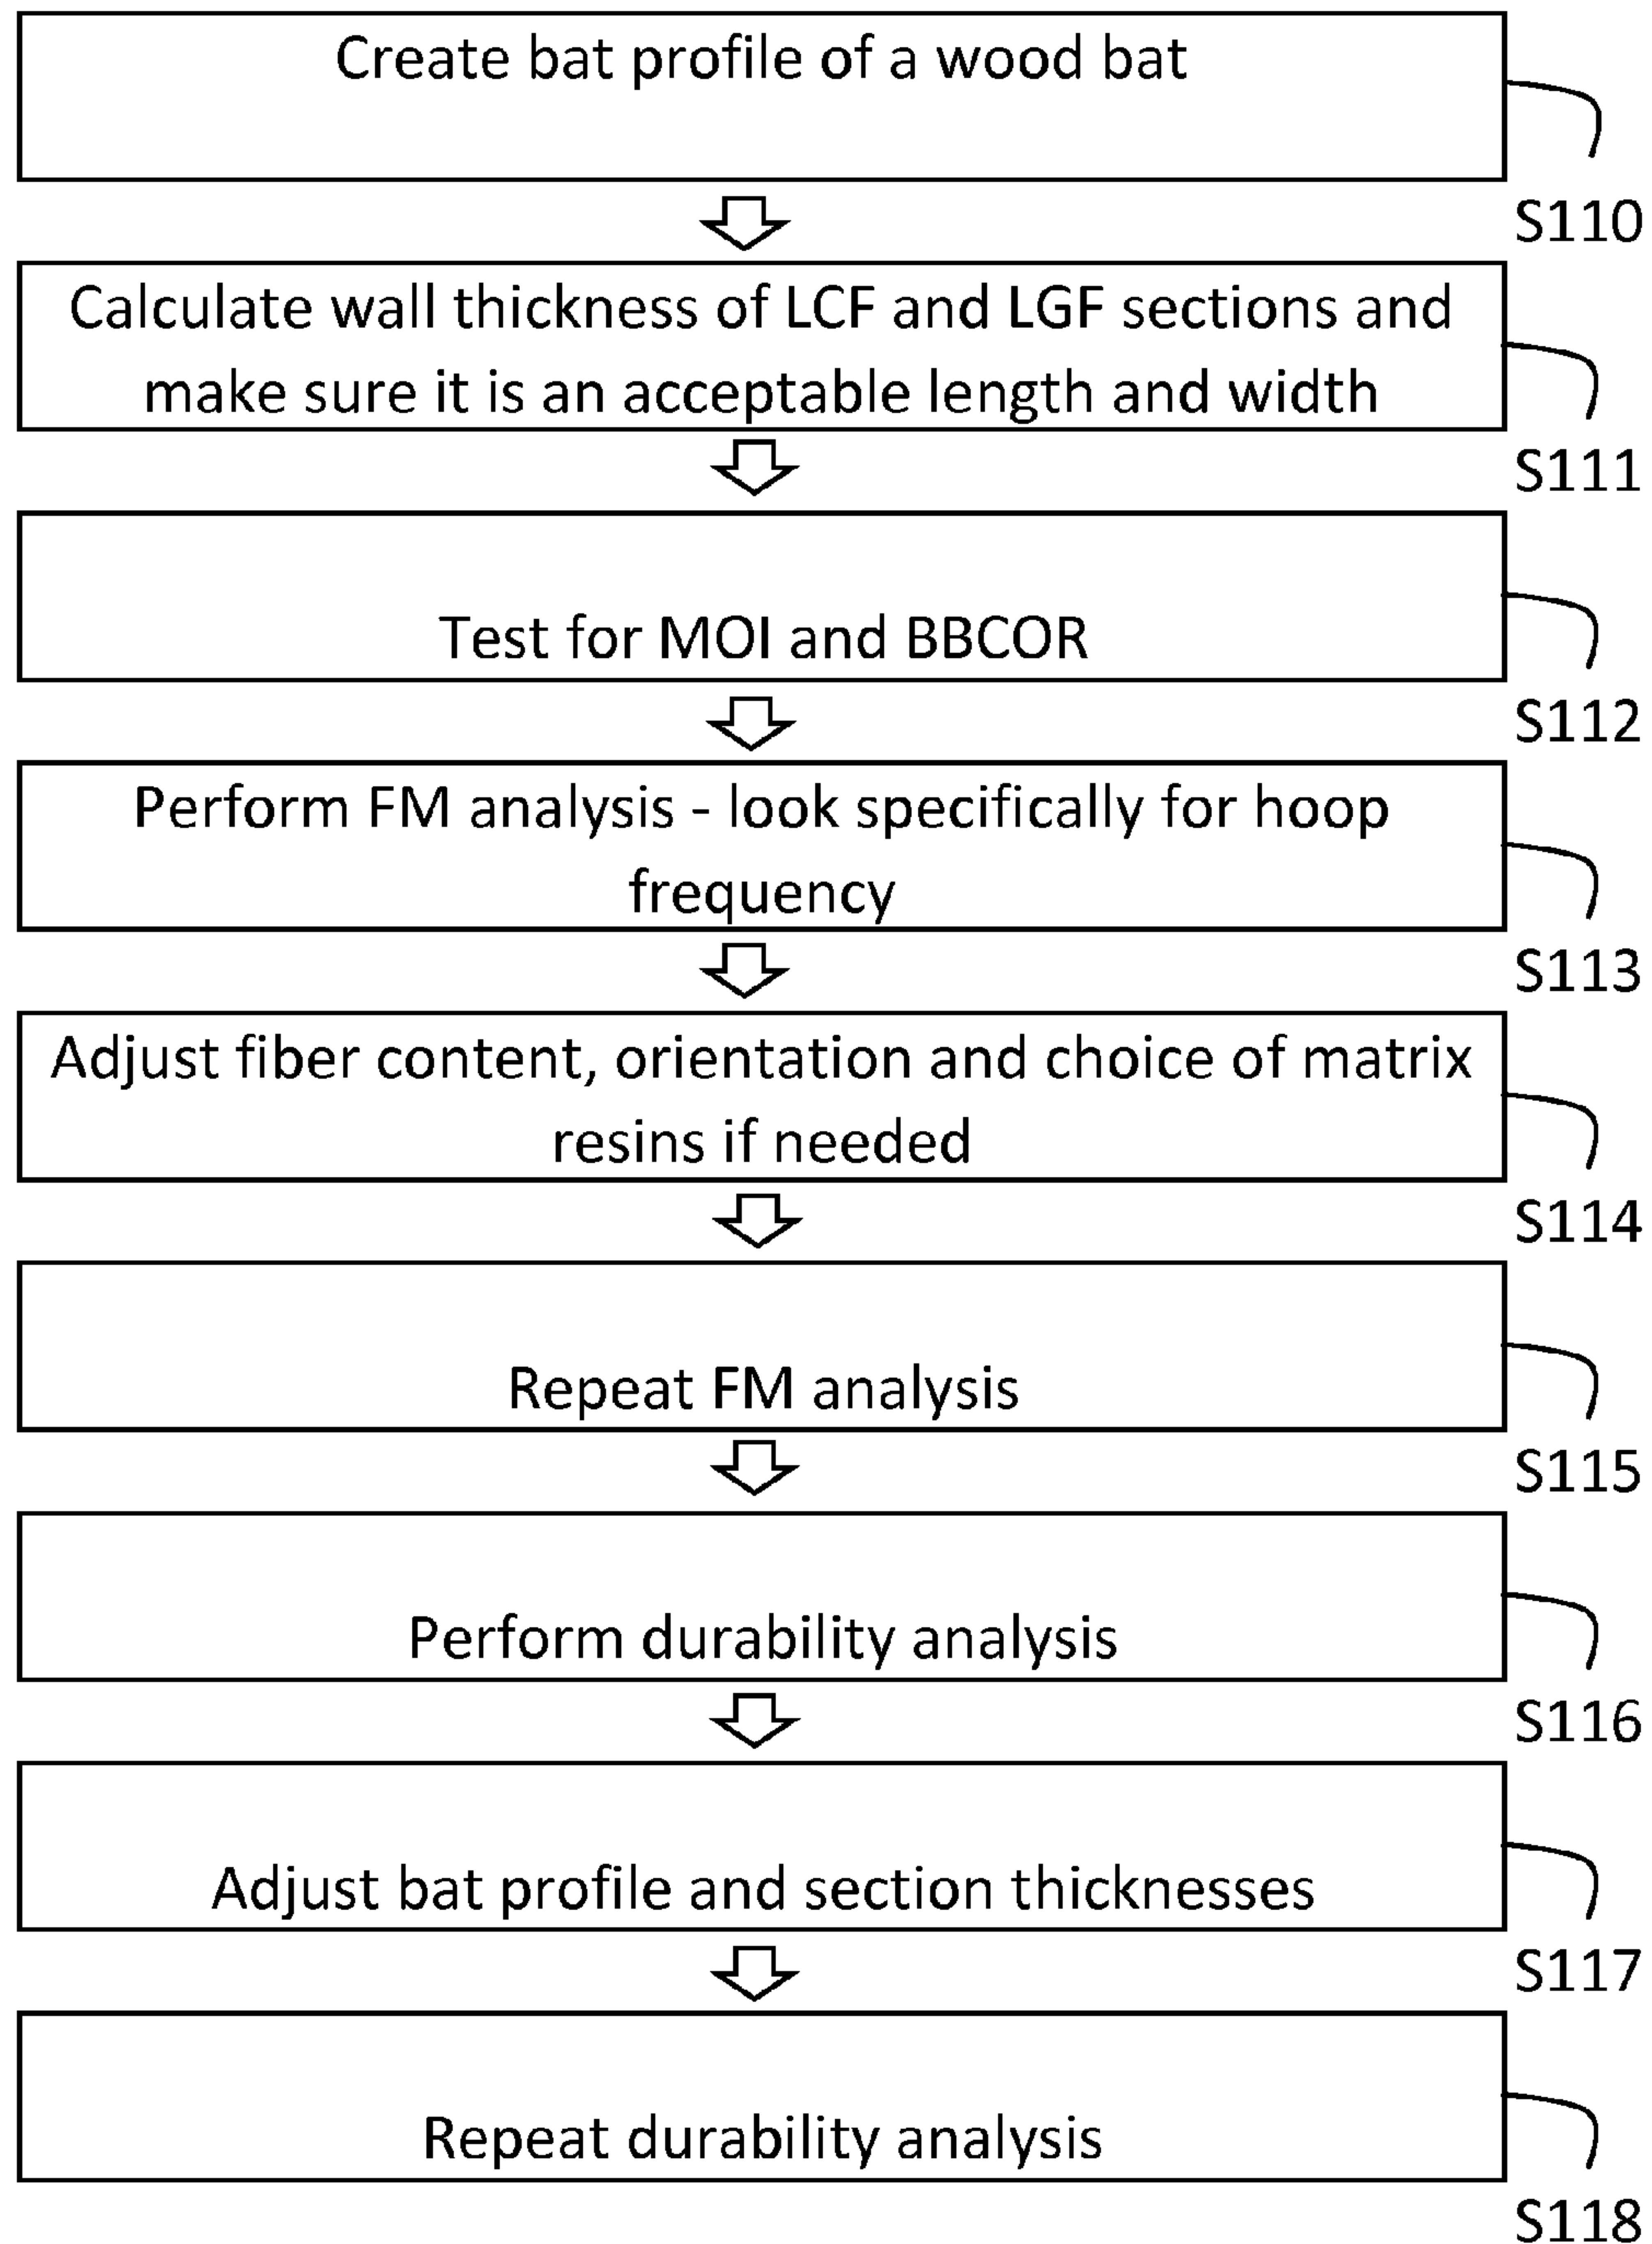 Create bat profile of a wood bat
S110
Calculate wall thickness of LCF and LGF sections and
make sure it is an acceptable length and width
S111
Test for MOI and BBCOR
S112
Perform FM analysis - look specifically for hoop
frequency
S113
Adjust fiber content, orientation and choice of matrix
resins if needed
S114
Repeat FM analysis
S115
Perform durability analysis
S116
Adjust bat profile and section thicknesses
S117
Repeat durability analysis
S118